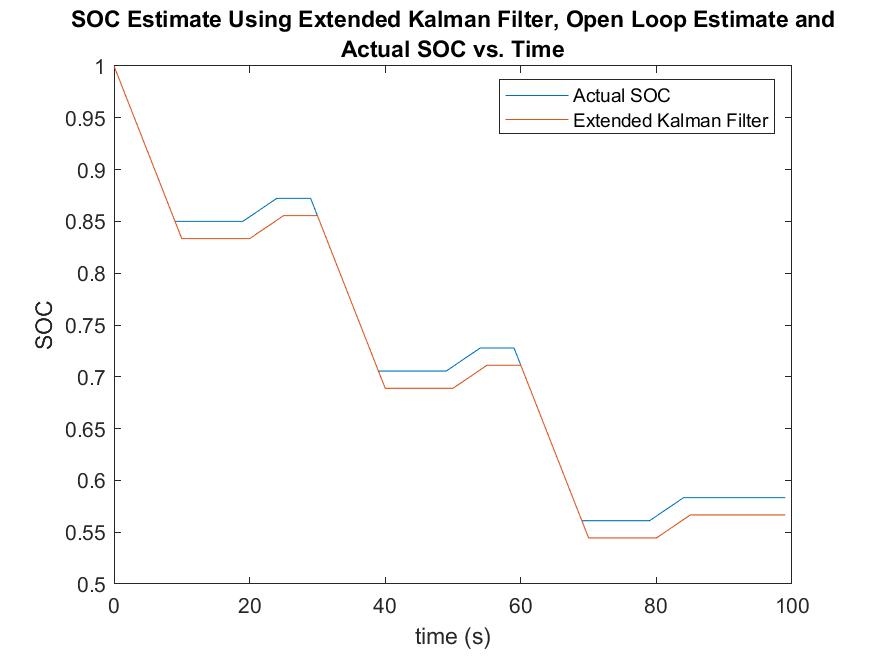 SOC Estimate Using Extended Kalman Filter, Open Loop Estimate and
Actual SOC vs. Time
Actual SOC
Extended Kalman Filter
1
0.95
0.9
0.85
0.8
0.75
0.7
0.65
0.6
0.55
0.5
SOC
0
20
40
60
80
100
time (s)